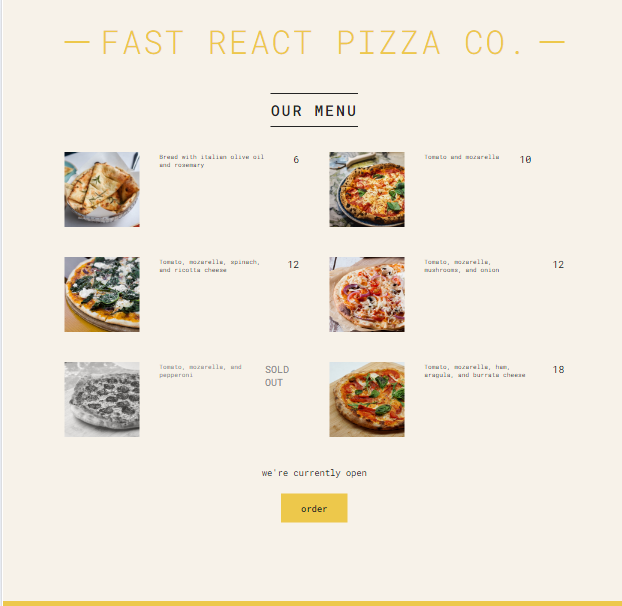 — FAST REACT PIZZA CO. —
OUR MENU
Bread with italian olive oil
and rosemary
6
Tomato and mozarella
10
Tomato, mozarella, spinach,
and ricotta cheese
12
Tomato, mozarella,
mushrooms, and onion
12
Tomato, mozarella, and
pepperoni
SOLD
OUT
Tomato, mozarella, ham,
aragula, and burrata cheese
18
we're currently open
order